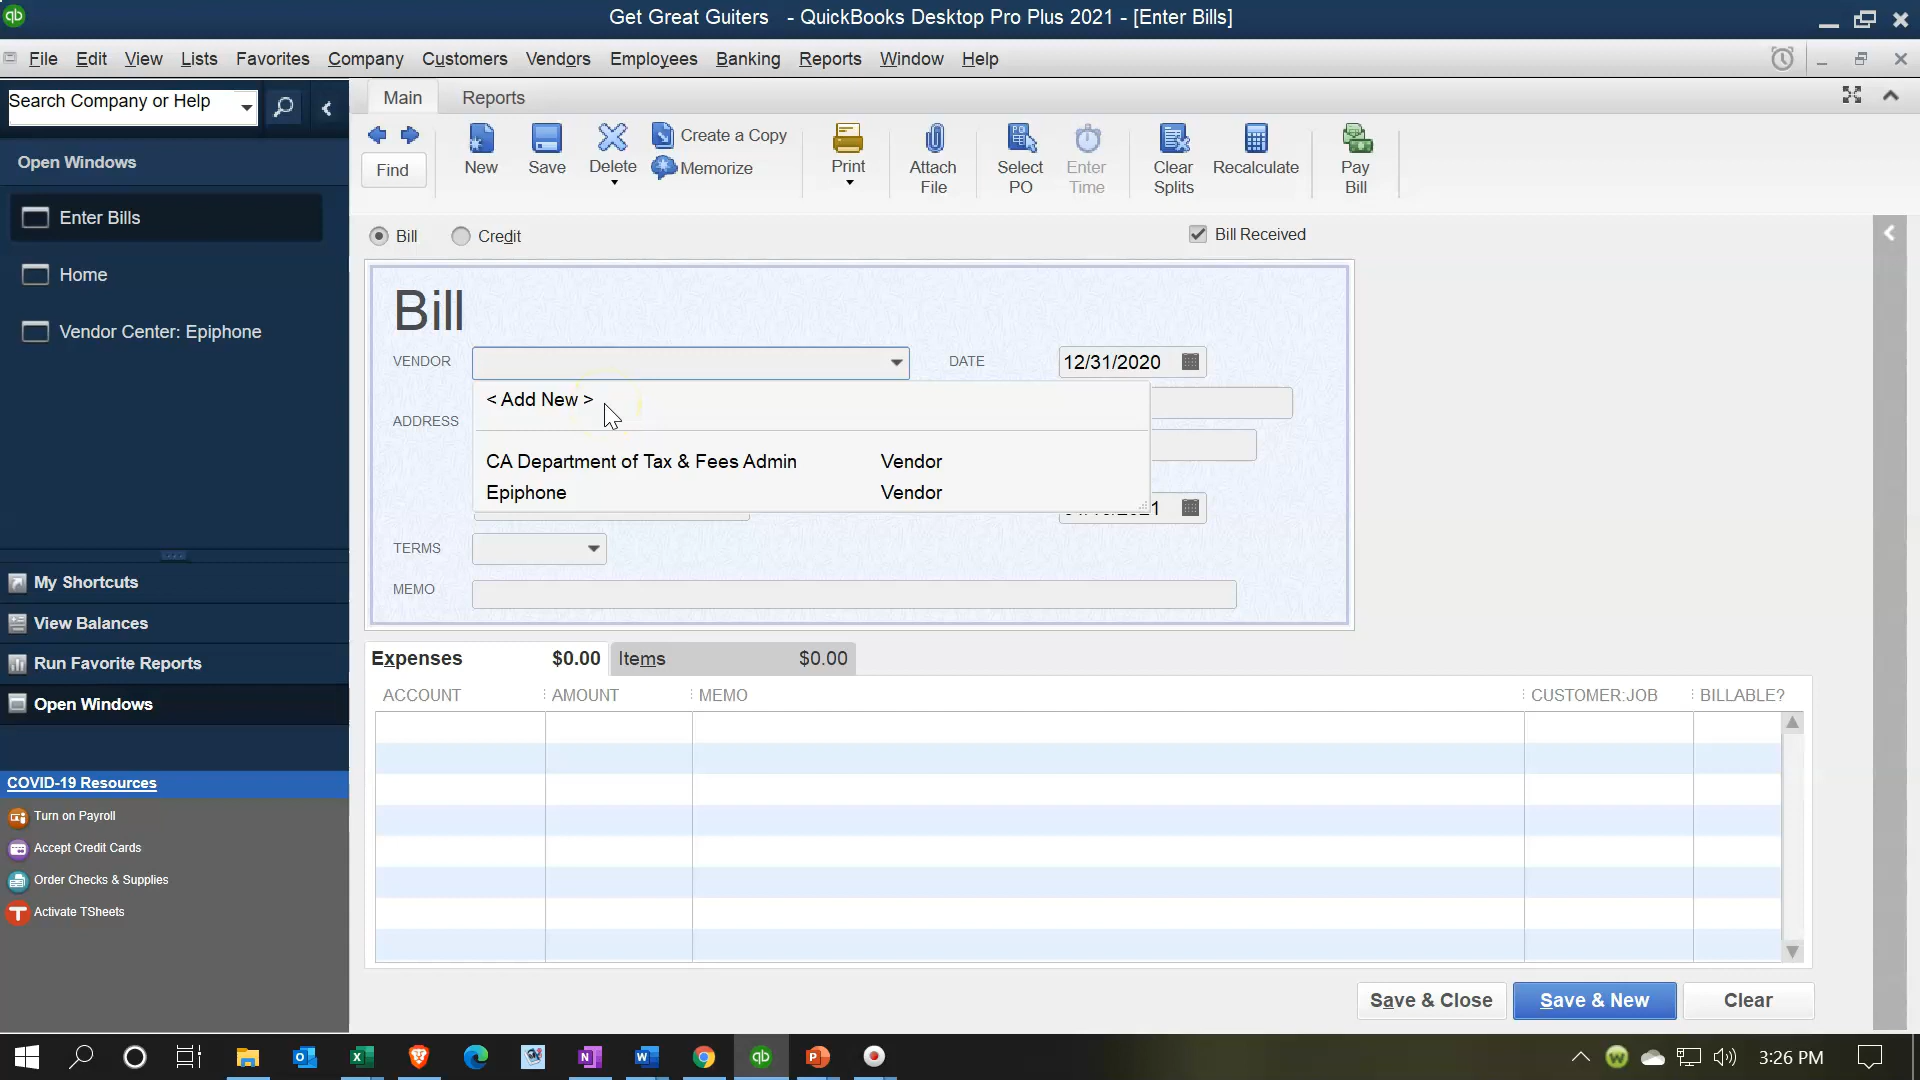 Get Great Guiters - QuickBooks Desktop Pro Plus 2021 - [Enter Bills]
File Edit View Lists Favorites Company Customers Vendors Employees Banking Reports Window Help
Search Company or Help
Main Reports
Find
New
Save
Delete
Create a Copy
Memorize
Print
Attach
File
Select
PO
Enter
Time
Clear
Splits
Recalculate
Pay
Bill
Open Windows
Enter Bills
Home
Vendor Center: Epiphone
My Shortcuts
View Balances
Run Favorite Reports
Open Windows
COVID-19 Resources
Turn on Payroll
Accept Credit Cards
Order Checks & Supplies
Activate TSheets
Bill Credit Bill Received
Bill
VENDOR DATE 12/31/2020
< Add New >
ADDRESS
CA Department of Tax & Fees Admin Vendor
Epiphone Vendor
TERMS
MEMO
Expenses $0.00 Items $0.00
ACCOUNT AMOUNT MEMO CUSTOMER:JOB BILLABLE?
Save & Close Save & New Clear
3:26 PM